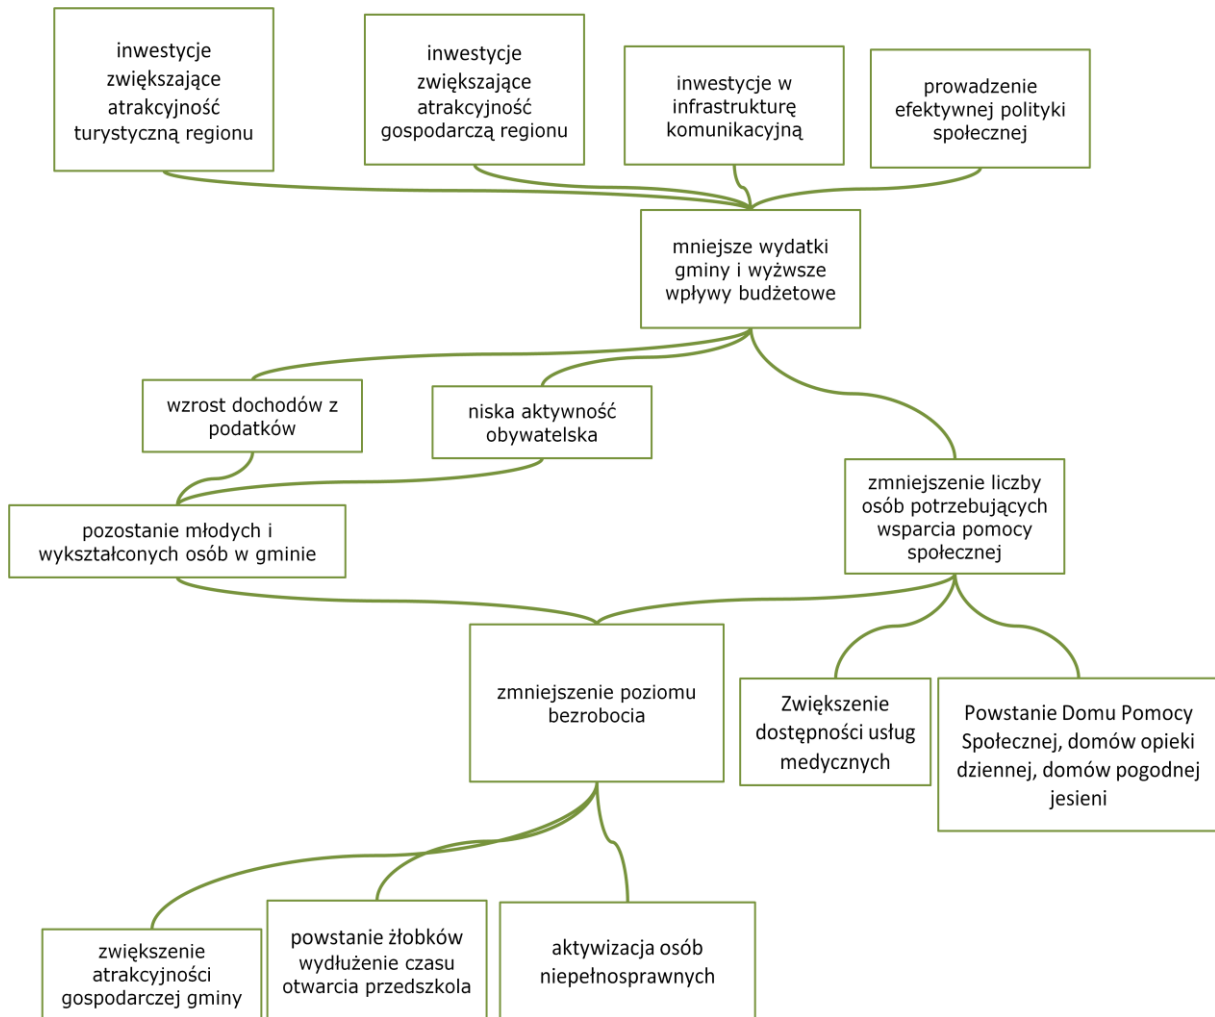 inwestycje
zwiększające
atrakcyjność
turystyczną regionu
inwestycje
zwiększające
atrakcyjność
gospodarczą regionu
inwestycje w
infrastrukturę
komunikacyjną
prowadzenie
efektywnej polityki
społecznej
mniejsze wydatki
gminy i wyżwsze
wpływy budżetowe
wzrost dochodów z
podatków
niska aktywność
obywatelska
zmniejszenie liczby
osób potrzebujących
wsparcia pomocy
społecznej
pozostanie młodych i
wykształconych osób w gminie
zmniejszenie poziomu
bezrobocia
Zwiększenie
dostępności usług
medycznych
Powstanie Domu Pomocy
Społecznej, domów opieki
dziennej, domów pogodnej
jesieni
zwiększenie
atrakcyjności
gospodarczej gminy
powstanie żłobków
wydłużenie czasu
otwarcia przedszkola
aktywizacja osób
niepełnosprawnych